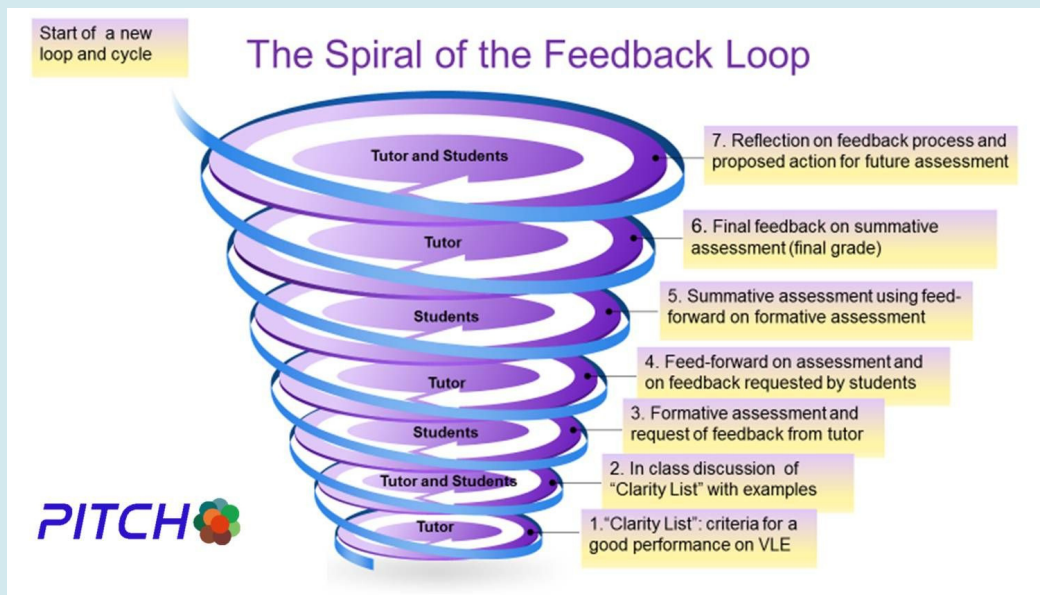 Start of a new
loop and cycle
The Spiral of the Feedback Loop
Tutor and Students
7. Reflection on feedback process and
proposed action for future assessment
Tutor
6. Final feedback on summative
assessment (final grade)
Students
5. Summative assessment using feed-
forward on formative assessment
Tutor
4. Feed-forward on assessment and
on feedback requested by students
Students
3. Formative assessment and
request of feedback from tutor
Tutor and Students
2. In class discussion of
“Clarity List” with examples
Tutor
1.“Clarity List”: criteria for a
good performance on VLE
PITCH